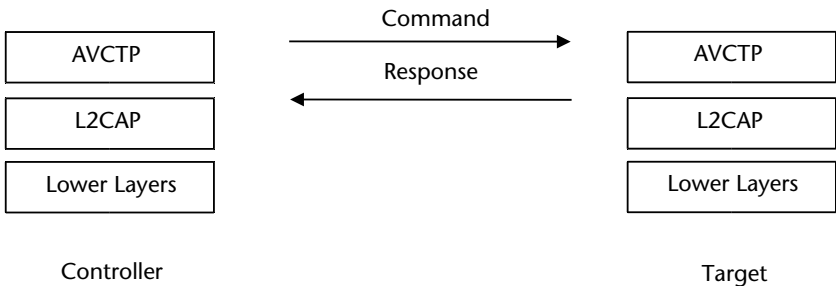 Command
AVCTP
AVCTP
Response
L2CAP
L2CAP
Lower Layers
Lower Layers
Controller
Target